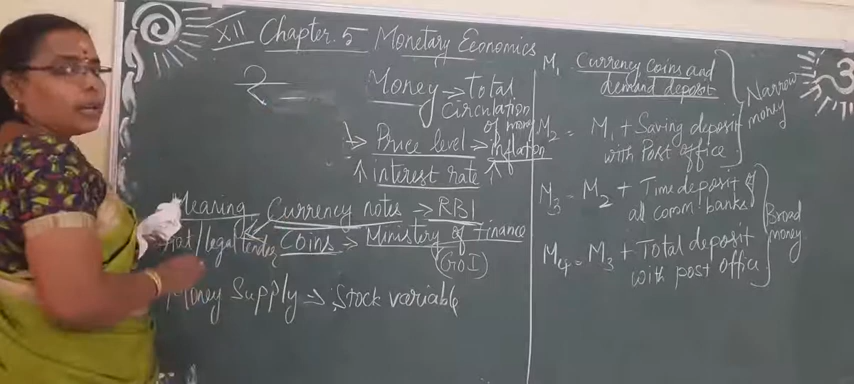 XII Chapter. 5 Monetary Economics
Money → Total
circulation
of money
→ Price level → inflation
↑ interest rate ↑
Meaning Currency notes → RBI
Fiat/legal tender Coins → Ministry of Finance
(GOI)
Money Supply → Stock variable
M1 Currency coins and
demand deposit
M2 = M1 + Saving deposit
with Post office
Narrow
money
M3 = M2 + Time deposit of
all comm. banks
M4 = M3 + Total deposit
with post office
Broad
money